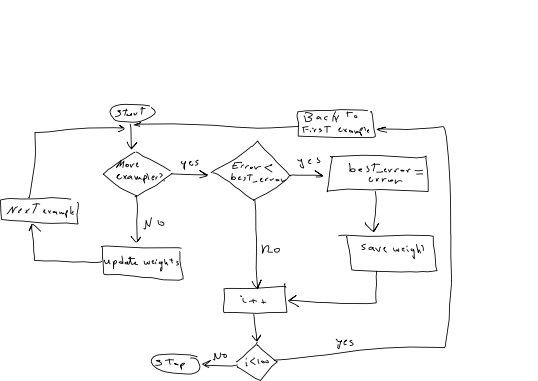 Start
Back to
First example
More
examples?
yes
Error <
best_error
yes
best_error =
error
Next example
No
update weights
no
save weight
i++
Stop
No
i<100
yes